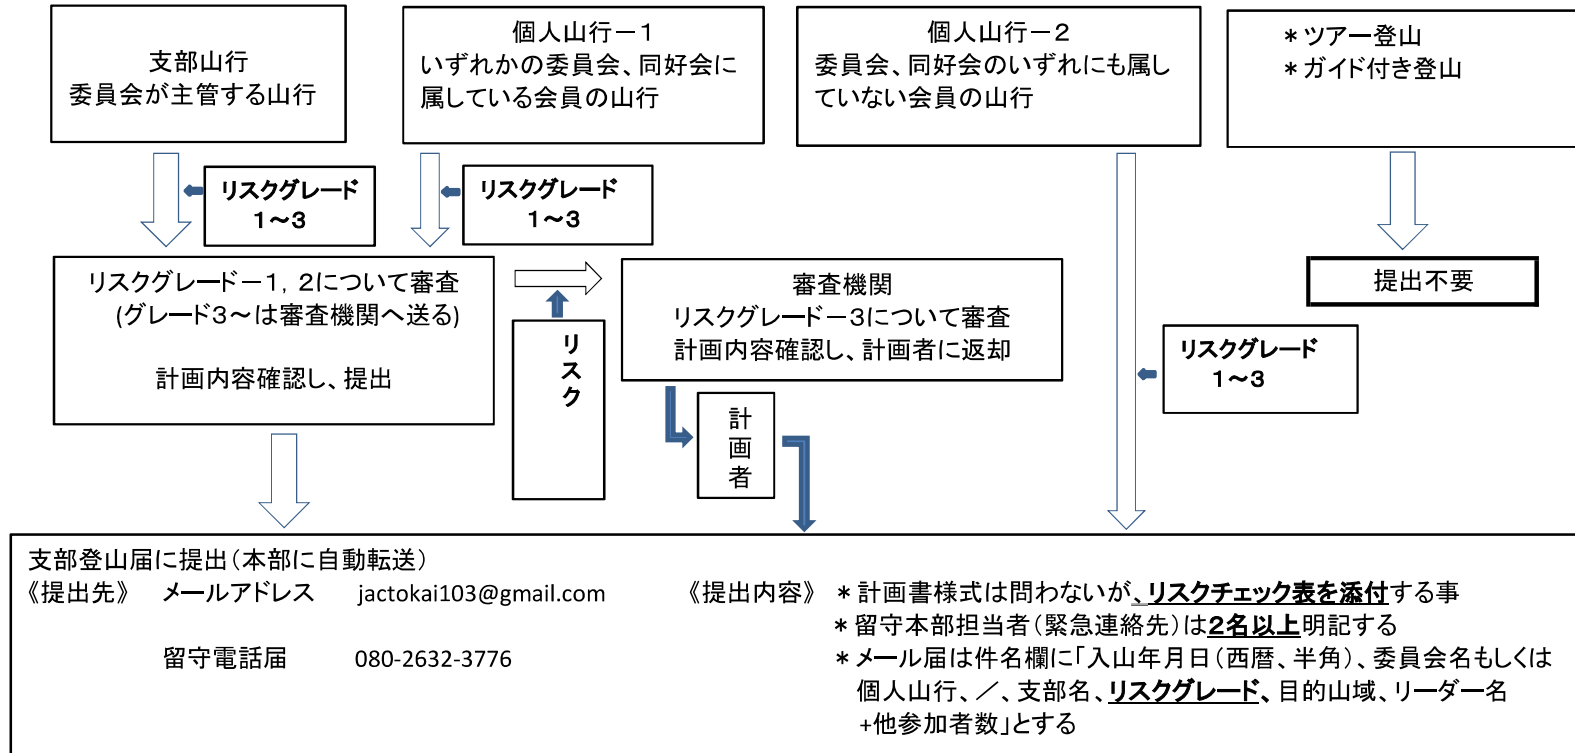 支部山行
委員会が主管する山行
個人山行－１
いずれかの委員会、同好会に
属している会員の山行
個人山行－２
委員会、同好会のいずれにも属し
ていない会員の山行
＊ツアー登山
＊ガイド付き登山
リスクグレード
１～３
リスクグレード
１～３
リスクグレード－１，２について審査
(グレード３～は審査機関へ送る)
計画内容確認し、提出
リスク
審査機関
リスクグレード－３について審査
計画内容確認し、計画者に返却
提出不要
リスクグレード
１～３
計画者
支部登山届に提出（本部に自動転送）
《提出先》 メールアドレス jactokai103@gmail.com
留守電話届 080-2632-3776
《提出内容》 ＊計画書様式は問わないが、リスクチェック表を添付する事
＊留守本部担当者（緊急連絡先）は２名以上明記する
＊メール届は件名欄に「入山年月日（西暦、半角）、委員会名もしくは
個人山行、／、支部名、リスクグレード、目的山域、リーダー名
+他参加者数」とする